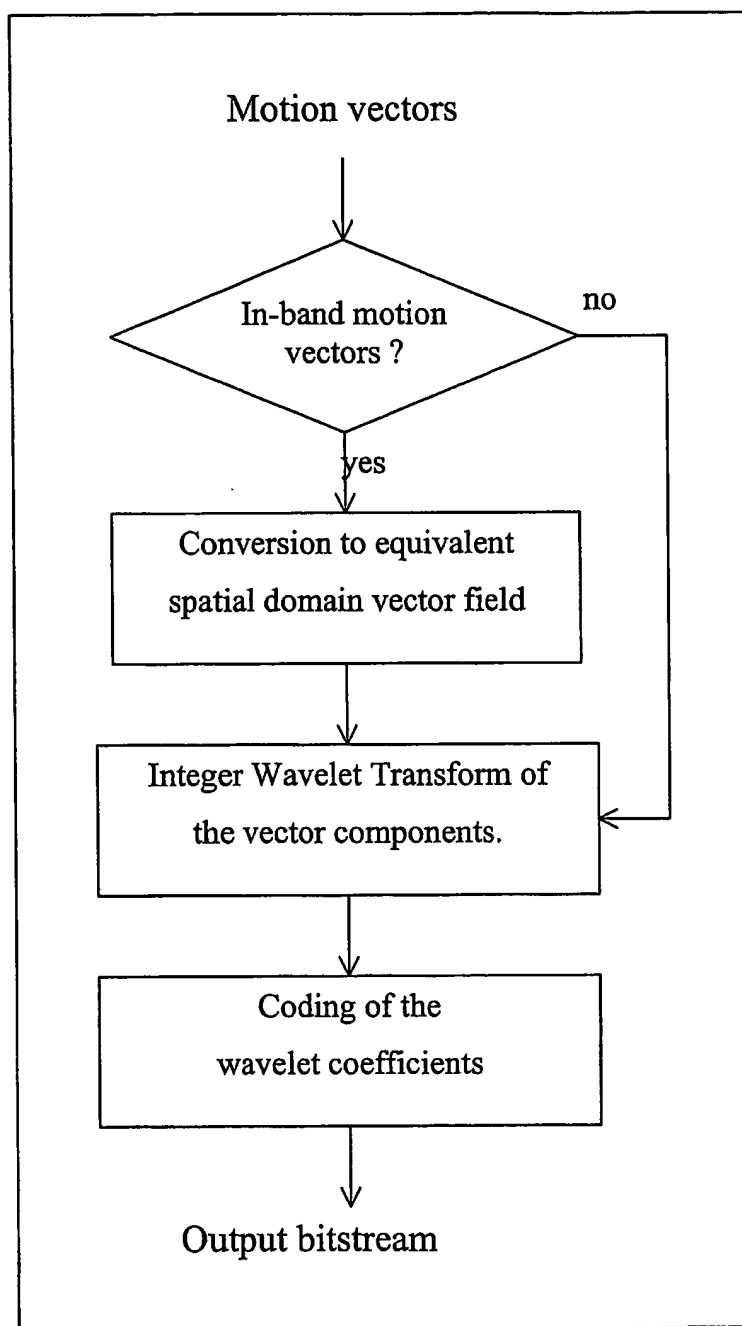 Motion vectors
In-band motion
vectors ?
no
yes
Conversion to equivalent
spatial domain vector field
Integer Wavelet Transform of
the vector components.
Coding of the
wavelet coefficients
Output bitstream